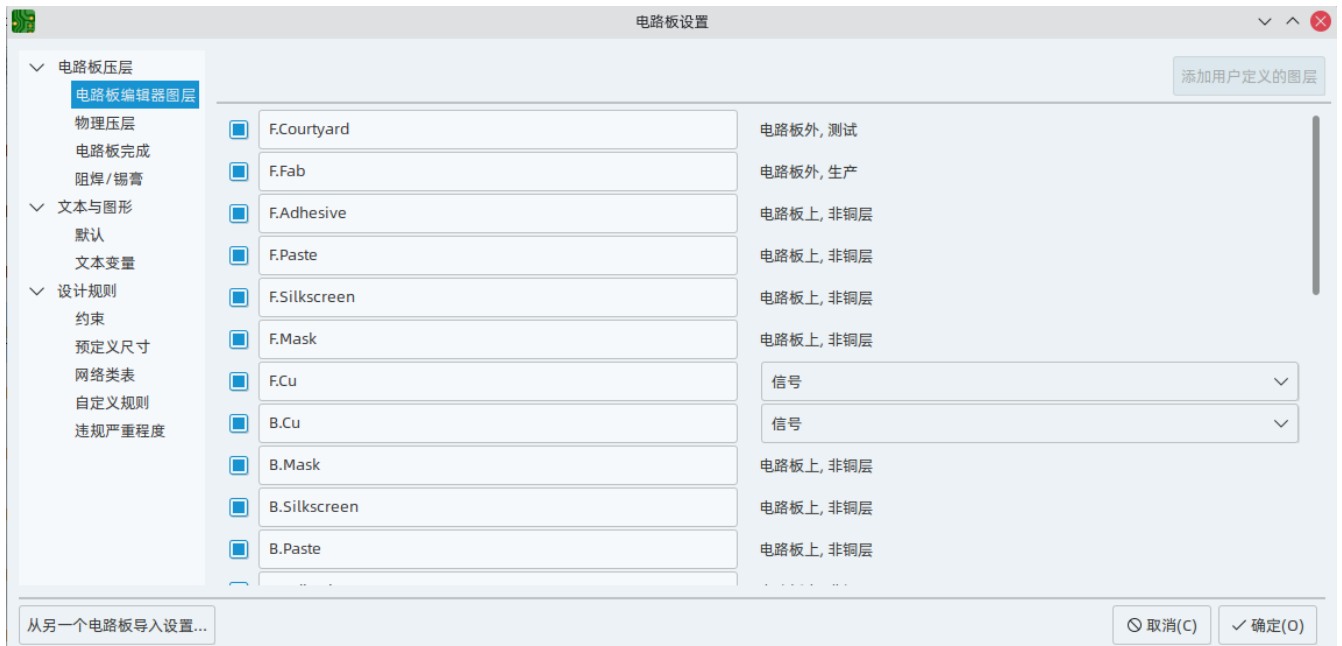 电路板设置
电路板压层
电路板编辑器图层
物理压层
电路板完成
阻焊/锡膏
文本与图形
默认
文本变量
设计规则
约束
预定义尺寸
网络类表
自定义规则
违规严重程度
添加用户定义的图层
F.Courtyard 电路板外, 测试
F.Fab 电路板外, 生产
F.Adhesive 电路板上, 非铜层
F.Paste 电路板上, 非铜层
F.Silkscreen 电路板上, 非铜层
F.Mask 电路板上, 非铜层
F.Cu 信号
B.Cu 信号
B.Mask 电路板上, 非铜层
B.Silkscreen 电路板上, 非铜层
B.Paste 电路板上, 非铜层
从另一个电路板导入设置...
取消(C)
确定(O)